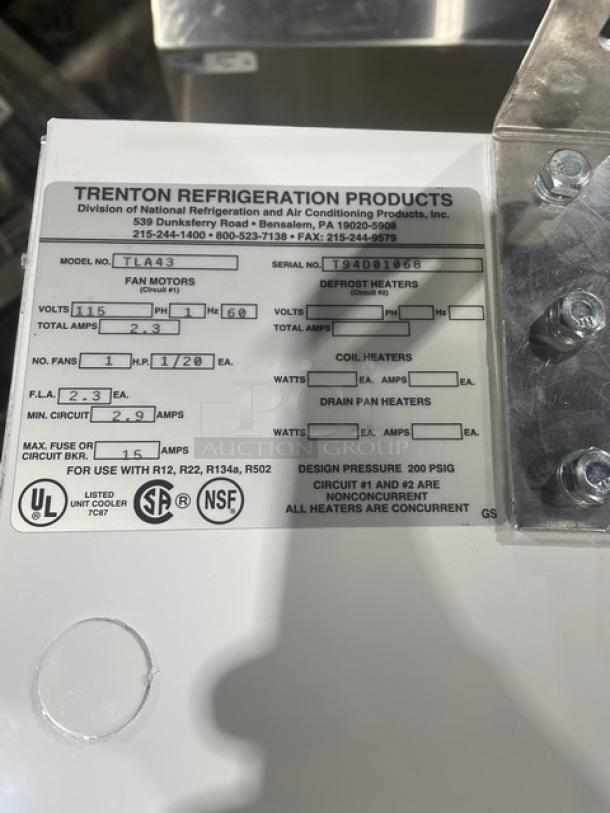 TRENTON REFRIGERATION PRODUCTS
Division of National Refrigeration and Air Conditioning Products, Inc.
539 Dunksferry Road • Bensalem, PA 19020-5908
215-244-1400 • 800-523-7138 • FAX: 215-244-9579
MODEL NO. TLA43 SERIAL NO. T94D01068
FAN MOTORS
(Circuit #1)
VOLTS 115 PH 1 Hz 60
TOTAL AMPS 2.3
NO. FANS 1 H.P. 1/20 EA.
F.L.A. 2.3 EA.
MIN. CIRCUIT 2.9 AMPS
MAX. FUSE OR
CIRCUIT BKR. 15 AMPS
DEFROST HEATERS
(Circuit #2)
VOLTS PH Hz
TOTAL AMPS
COIL HEATERS
WATTS EA. AMPS EA.
DRAIN PAN HEATERS
WATTS EA. AMPS EA.
FOR USE WITH R12, R22, R134a, R502
DESIGN PRESSURE 200 PSIG
CIRCUIT #1 AND #2 ARE
NONCONCURRENT
ALL HEATERS ARE CONCURRENT
GS
UL ®
LISTED
UNIT COOLER
7C87
SA ®
NSF ®
PCI
AUCTION GROUP